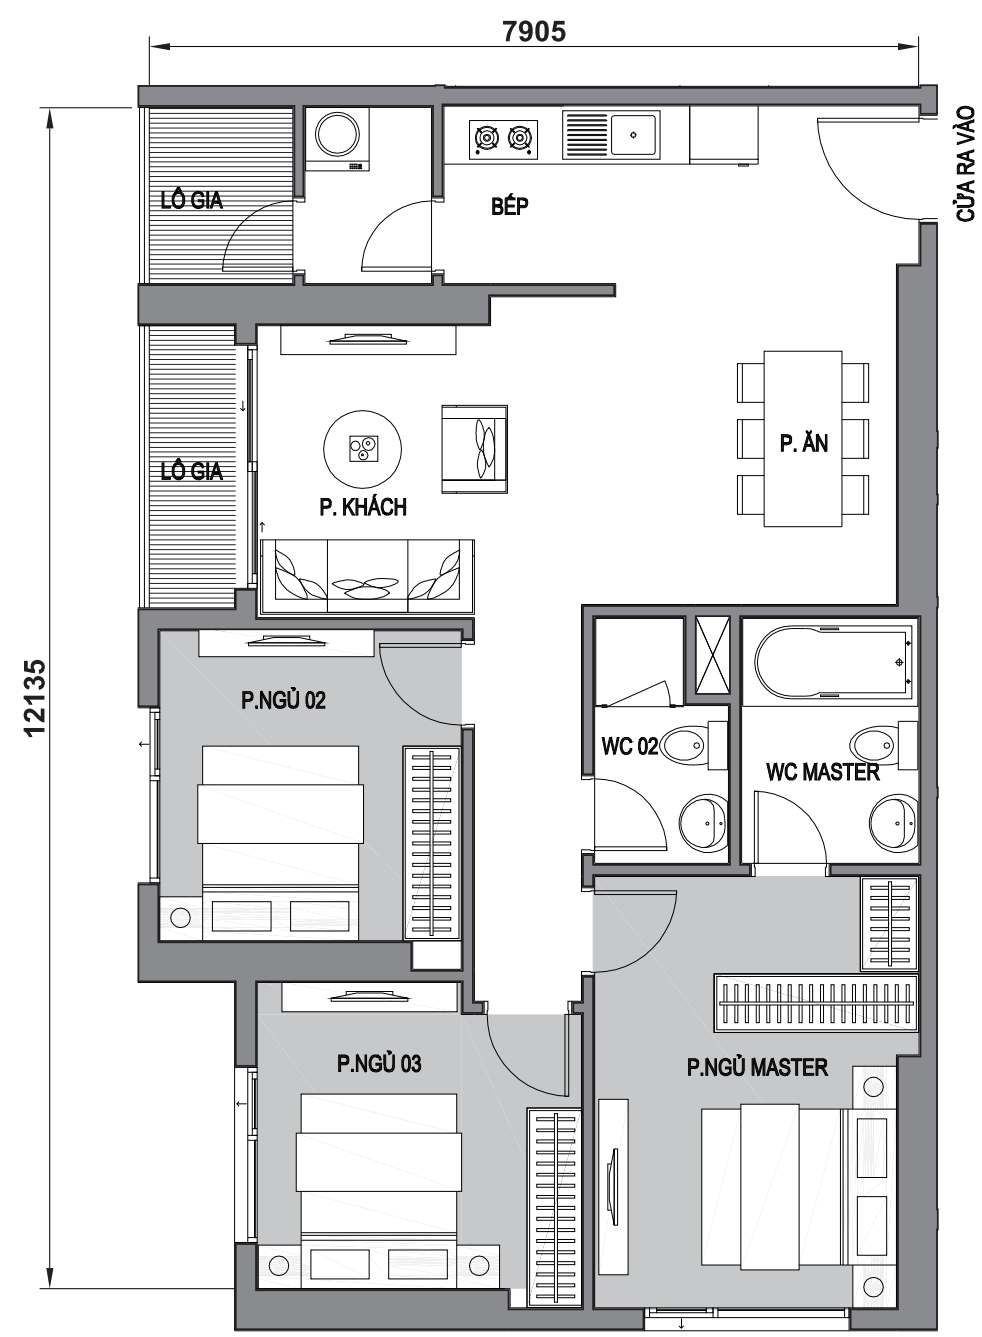 7905
CỬA RA VÀO
LÔ GIA
BẾP
P. ĂN
LÔ GIA
P. KHÁCH
12135
P.NGỦ 02
WC 02
WC MASTER
P.NGỦ 03
P.NGỦ MASTER